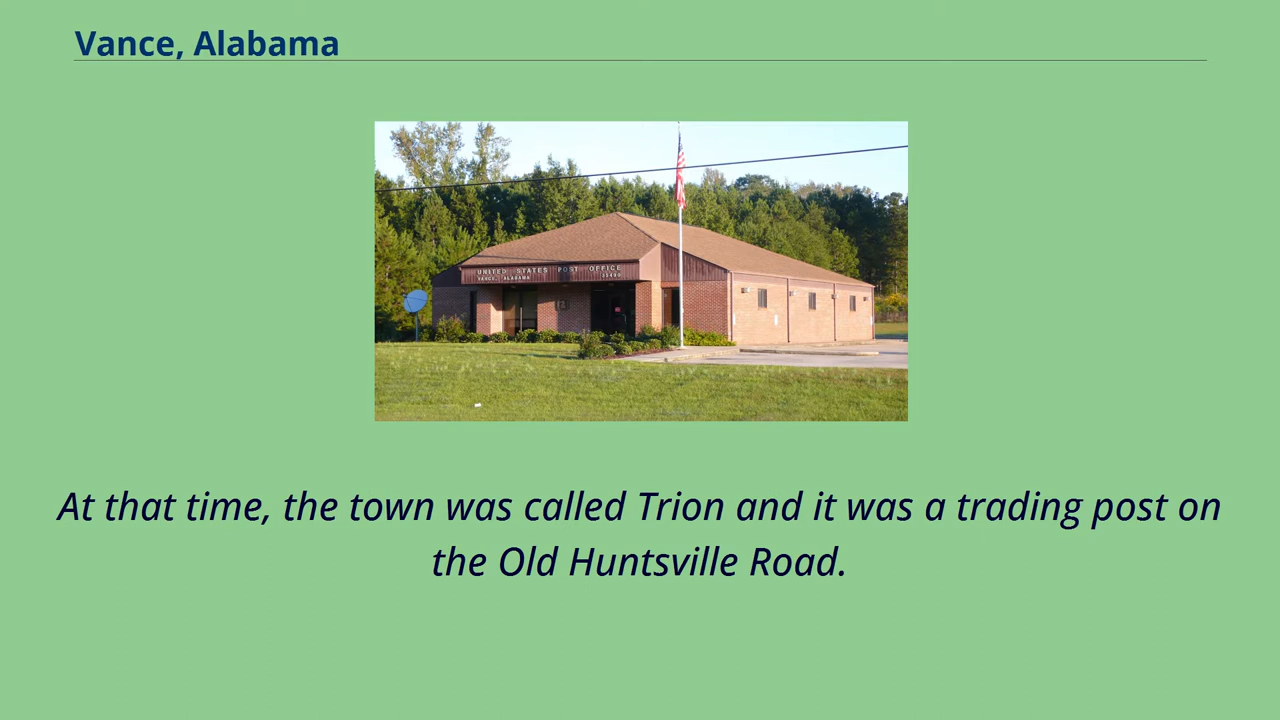 Vance, Alabama
UNITED STATES POST OFFICE
VANCE, ALABAMA 35490
At that time, the town was called Trion and it was a trading post on
the Old Huntsville Road.